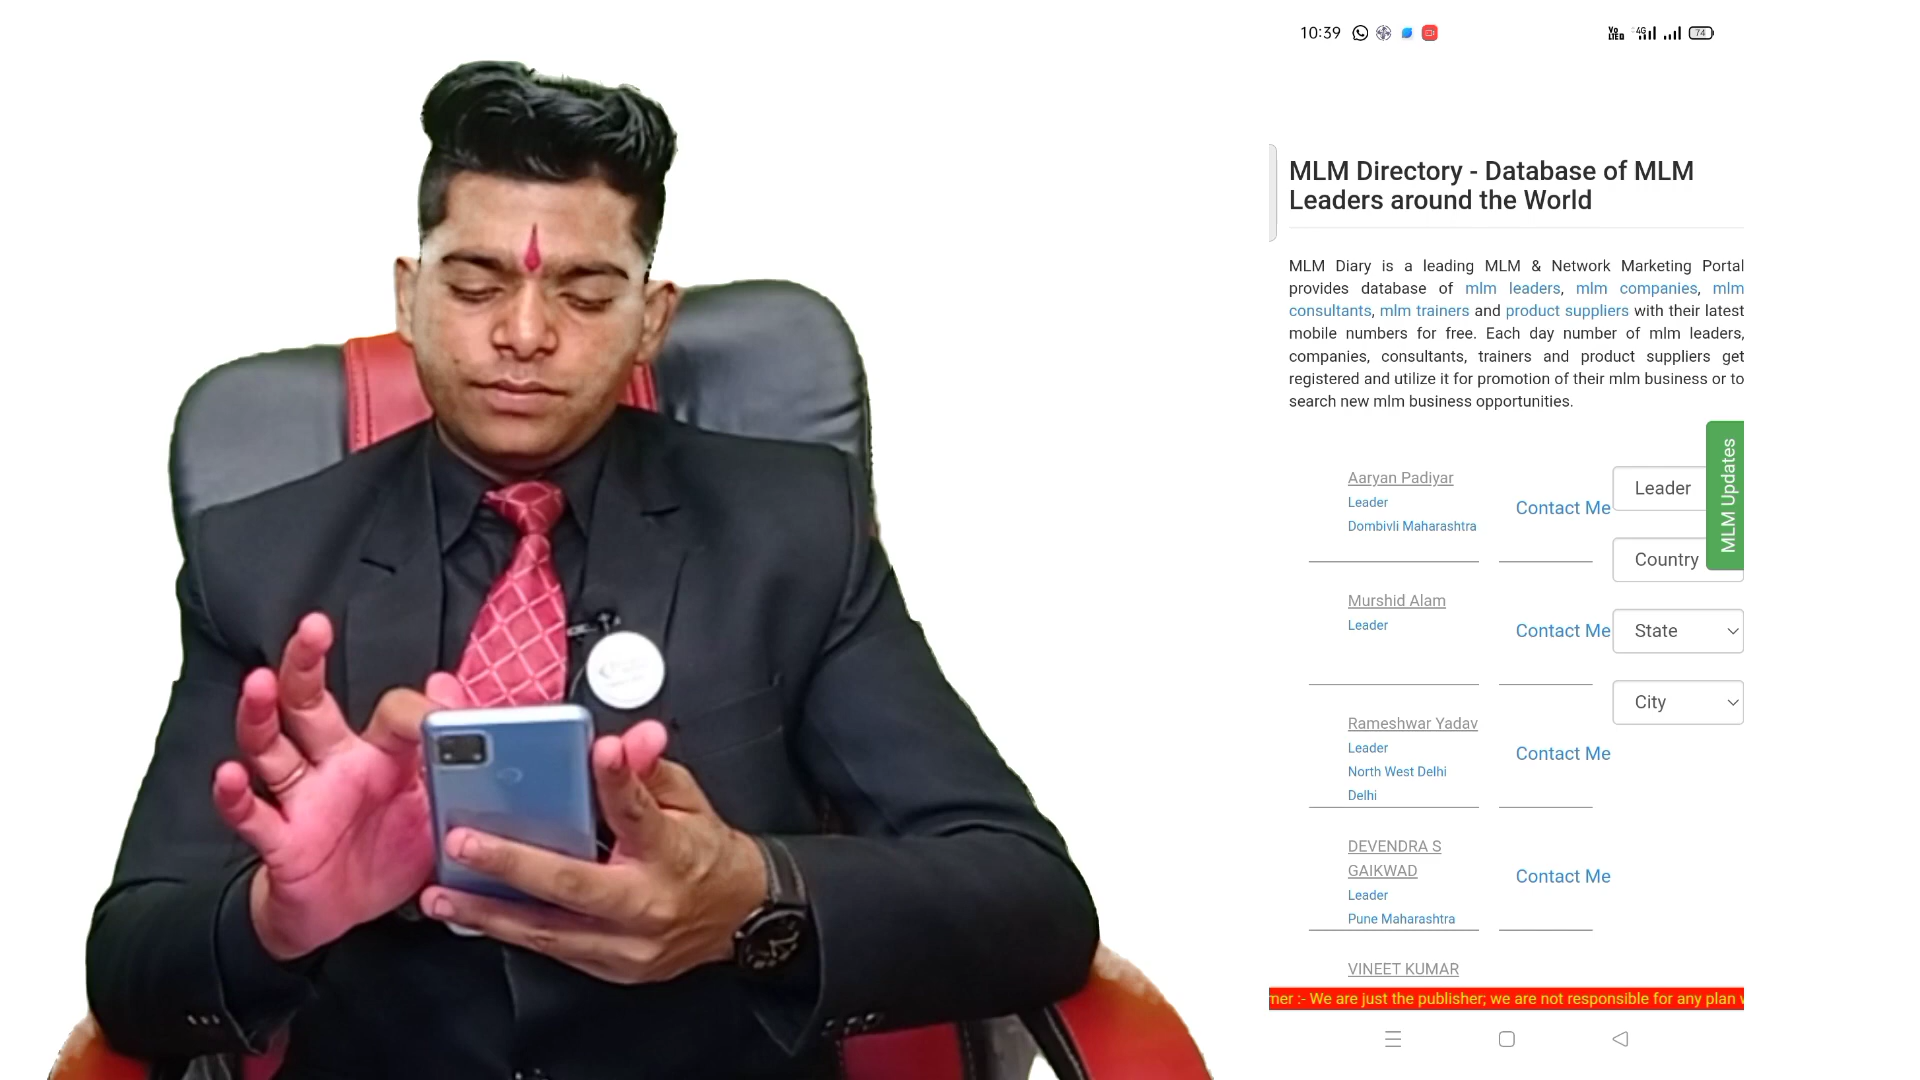 10:39
VO LTED 4G 74
MLM Directory - Database of MLM
Leaders around the World
MLM Diary is a leading MLM & Network Marketing Portal
provides database of mlm leaders, mlm companies, mlm
consultants, mlm trainers and product suppliers with their latest
mobile numbers for free. Each day number of mlm leaders,
companies, consultants, trainers and product suppliers get
registered and utilize it for promotion of their mlm business or to
search new mlm business opportunities.
MLM Updates
Aaryan Padiyar
Leader
Dombivli Maharashtra
Contact Me
Leader
Country
Murshid Alam
Leader
Contact Me
State
City
Rameshwar Yadav
Leader
North West Delhi
Delhi
Contact Me
DEVENDRA S
GAIKWAD
Leader
Pune Maharashtra
Contact Me
VINEET KUMAR
mer :- We are just the publisher; we are not responsible for any plan